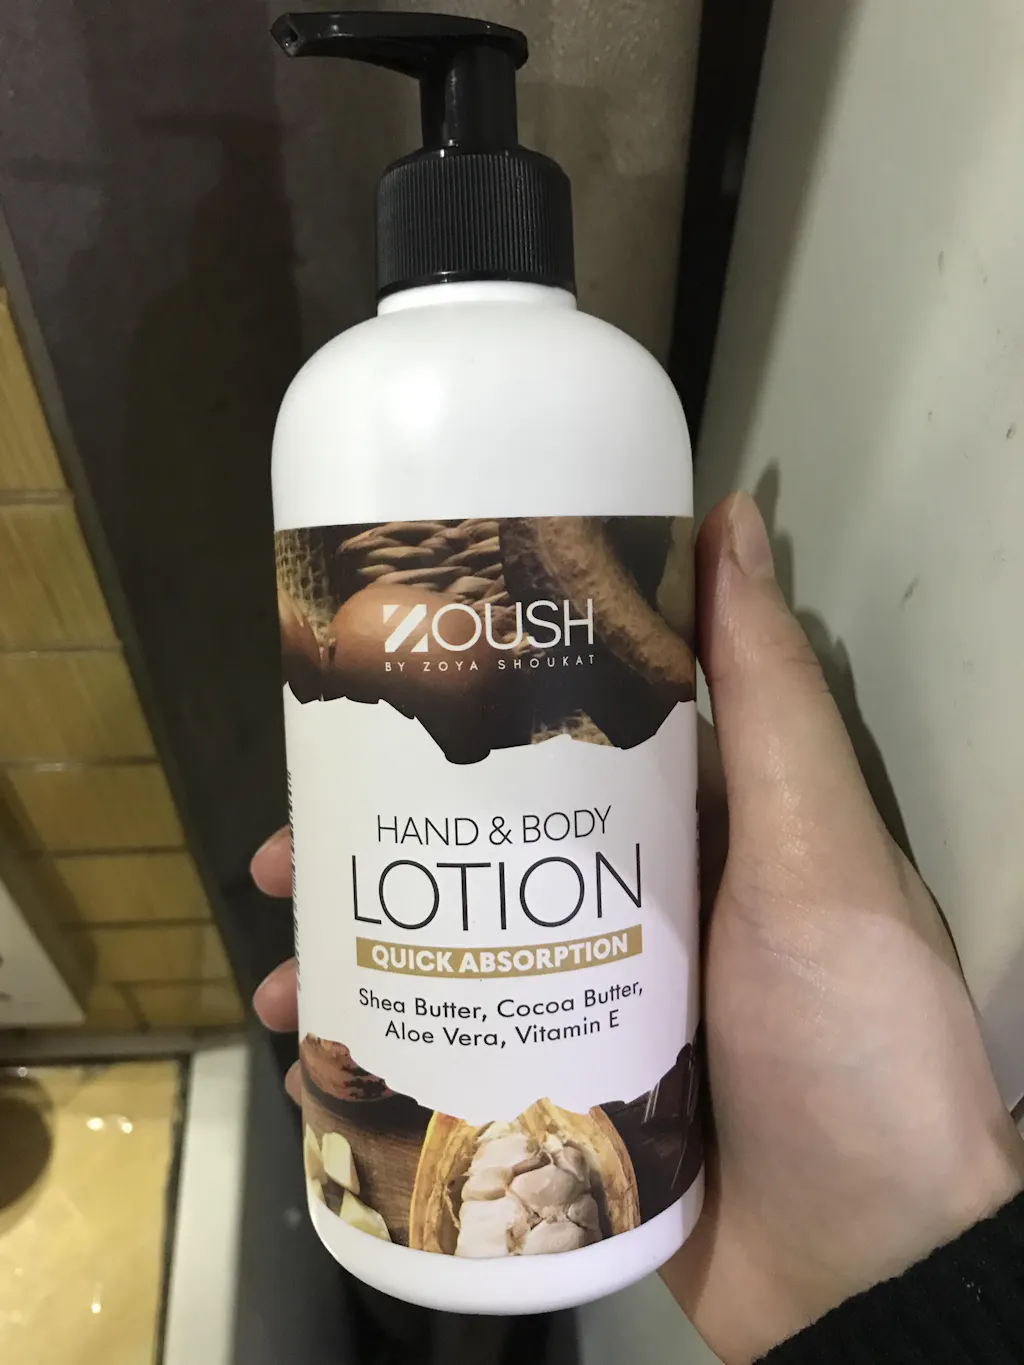 ZOUSH
BY ZOYA SHOUKAT
HAND & BODY
LOTION
QUICK ABSORPTION
Shea Butter, Cocoa Butter,
Aloe Vera, Vitamin E